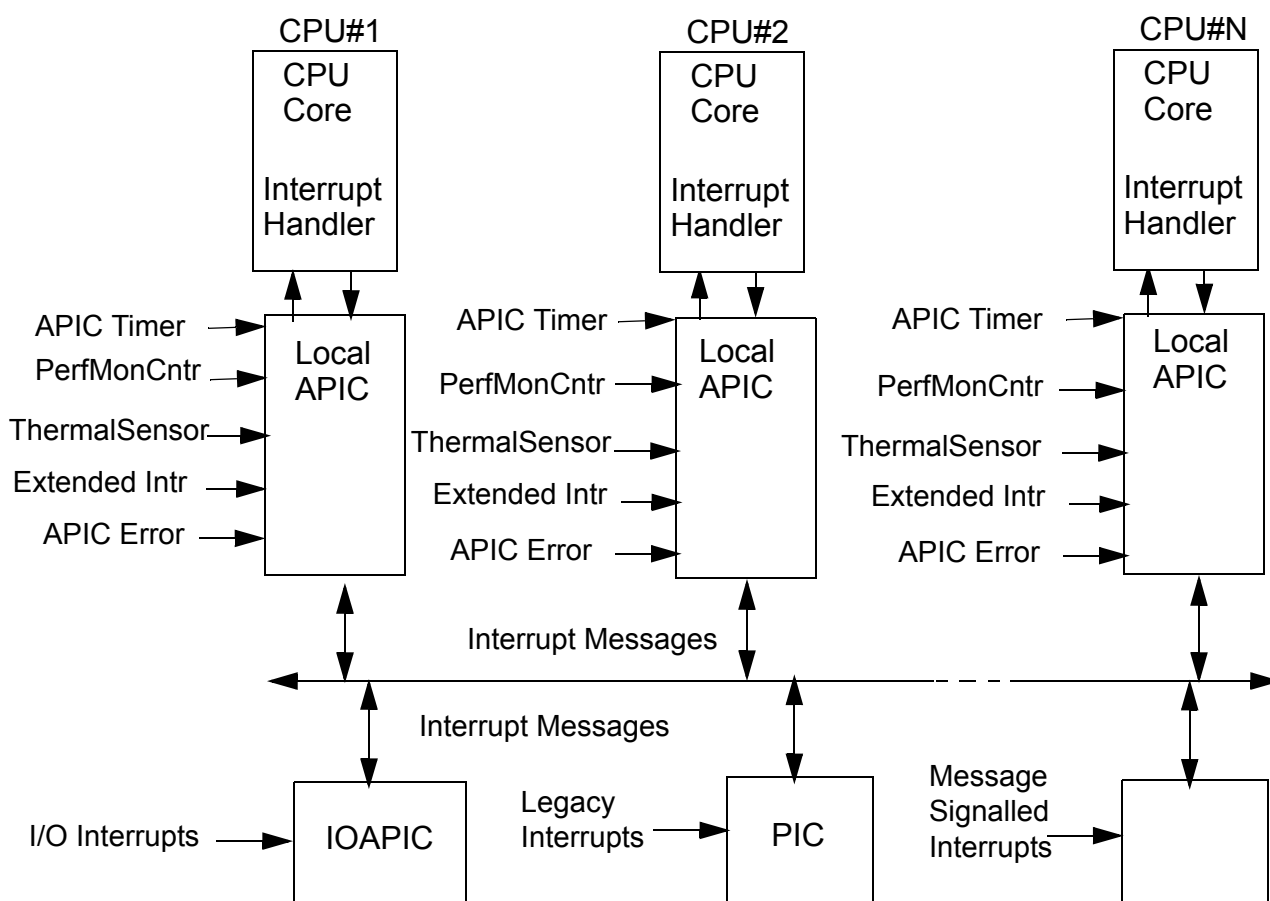 CPU#1
CPU#2
CPU#N
CPU
Core
Interrupt
Handler
CPU
Core
Interrupt
Handler
CPU
Core
Interrupt
Handler
APIC Timer
PerfMonCntr
ThermalSensor
Extended Intr
APIC Error
Local
APIC
APIC Timer
PerfMonCntr
ThermalSensor
Extended Intr
APIC Error
Local
APIC
APIC Timer
PerfMonCntr
ThermalSensor
Extended Intr
APIC Error
Local
APIC
Interrupt Messages
Interrupt Messages
I/O Interrupts
IOAPIC
Legacy
Interrupts
PIC
Message
Signalled
Interrupts